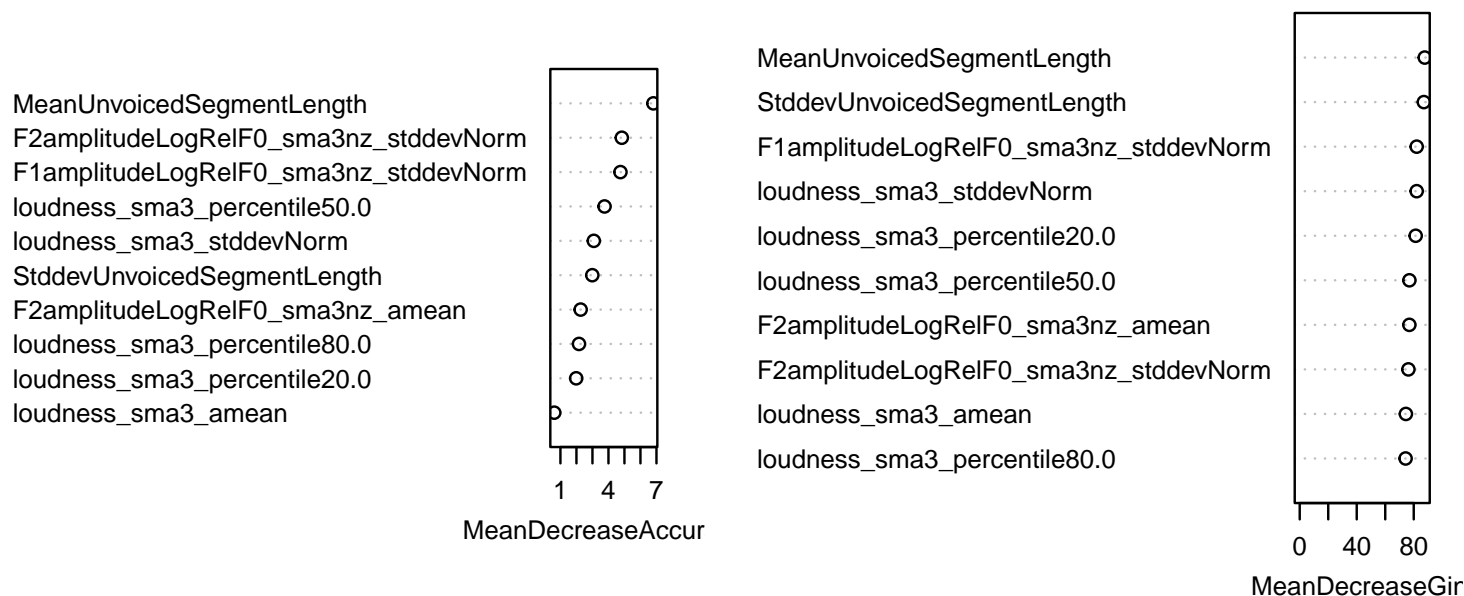 MeanUnvoicedSegmentLength
F2amplitudeLogRelF0_sma3nz_stddevNorm
F1amplitudeLogRelF0_sma3nz_stddevNorm
loudness_sma3_percentile50.0
loudness_sma3_stddevNorm
StddevUnvoicedSegmentLength
F2amplitudeLogRelF0_sma3nz_amean
loudness_sma3_percentile80.0
loudness_sma3_percentile20.0
loudness_sma3_amean
1 4 7
MeanDecreaseAccur
MeanUnvoicedSegmentLength
StddevUnvoicedSegmentLength
F1amplitudeLogRelF0_sma3nz_stddevNorm
loudness_sma3_stddevNorm
loudness_sma3_percentile20.0
loudness_sma3_percentile50.0
F2amplitudeLogRelF0_sma3nz_amean
F2amplitudeLogRelF0_sma3nz_stddevNorm
loudness_sma3_amean
loudness_sma3_percentile80.0
0 40 80
MeanDecreaseGin